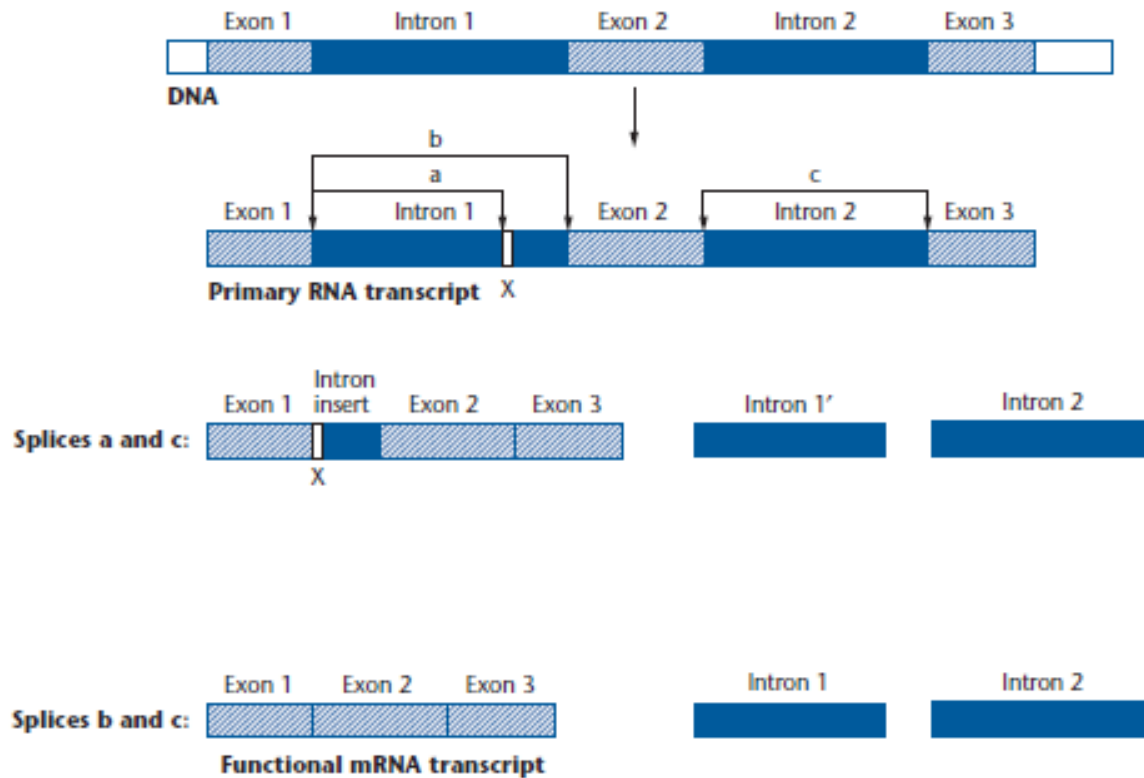 Exon 1 Intron 1 Exon 2 Intron 2 Exon 3
DNA
b
a c
Exon 1 Intron 1 Exon 2 Intron 2 Exon 3
Primary RNA transcript X
Intron
Exon 1 insert Exon 2 Exon 3 Intron 1′ Intron 2
Splices a and c:
X
Exon 1 Exon 2 Exon 3 Intron 1 Intron 2
Splices b and c:
Functional mRNA transcript